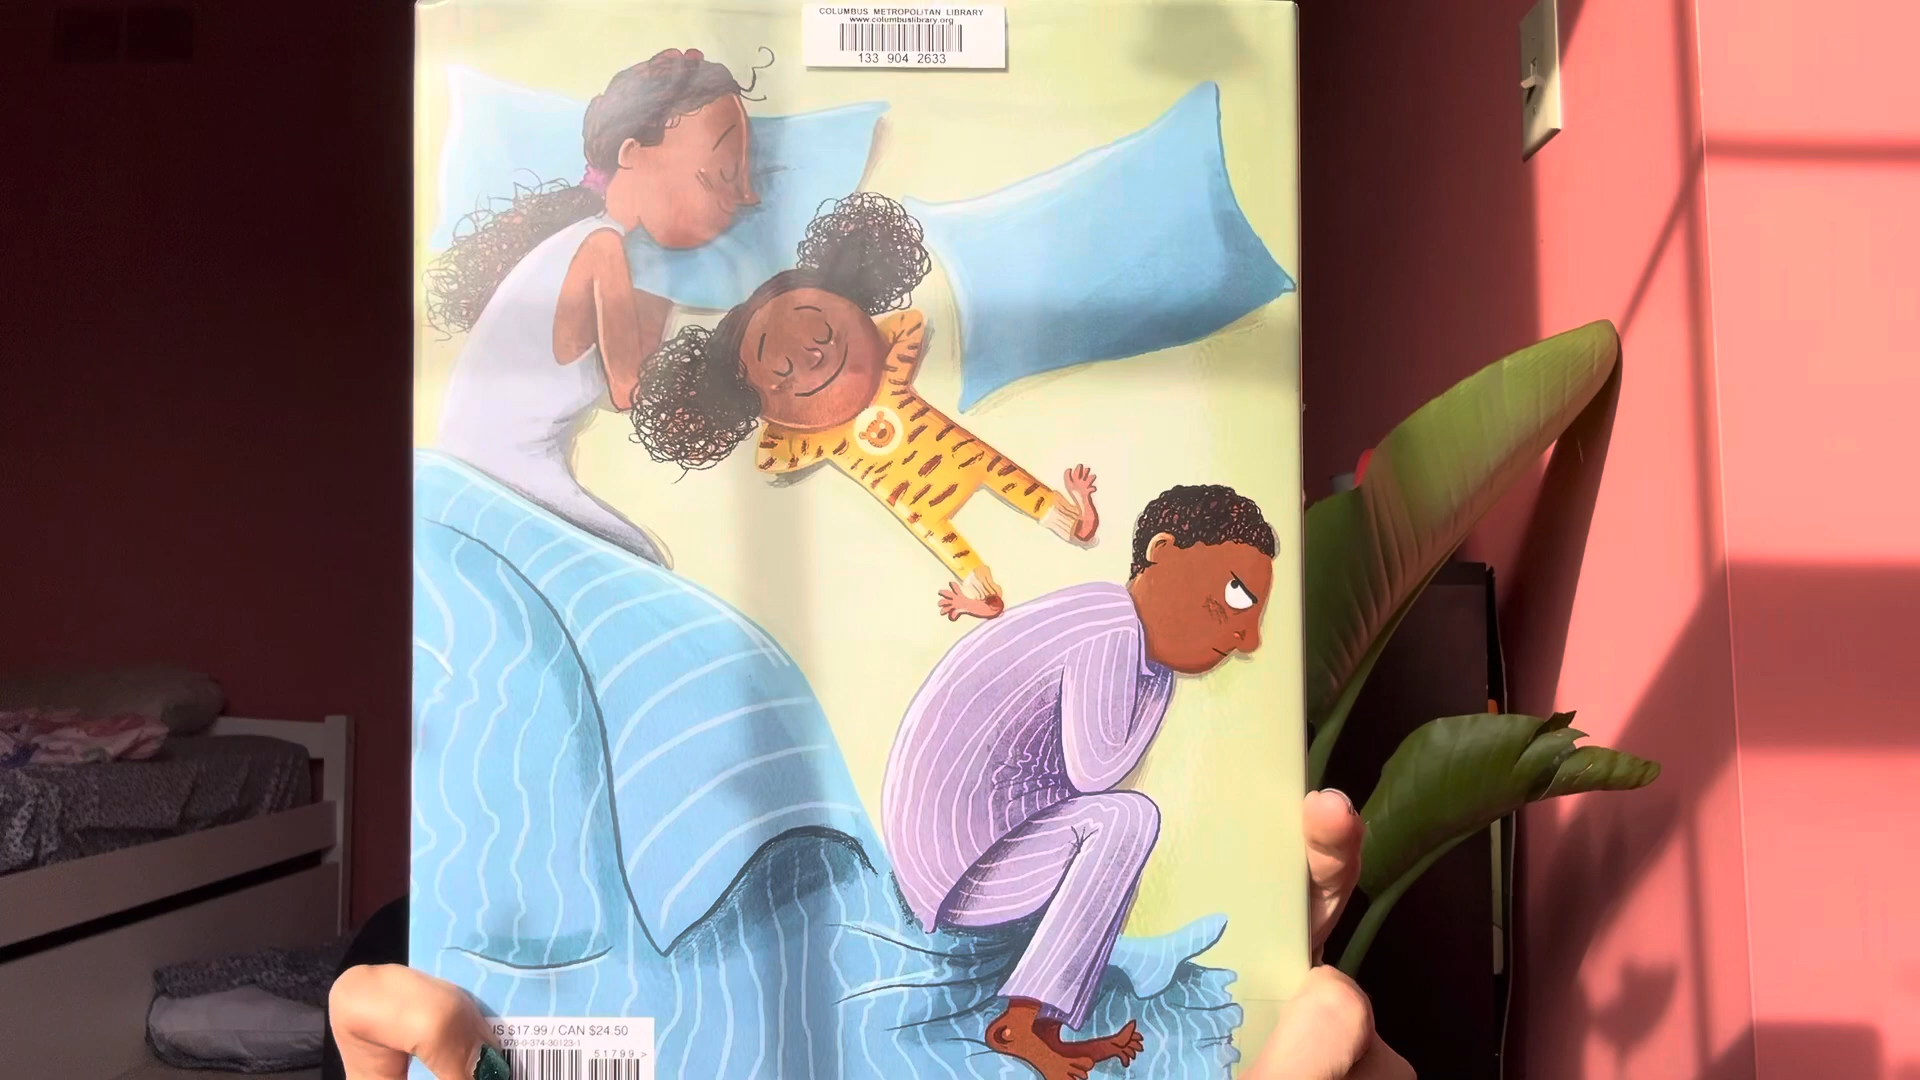 COLUMBUS METROPOLITAN LIBRARY
www.columbuslibrary.org
133 904 2633
US $17.99 / CAN $24.50
978-0-374-30123-1
51799 >